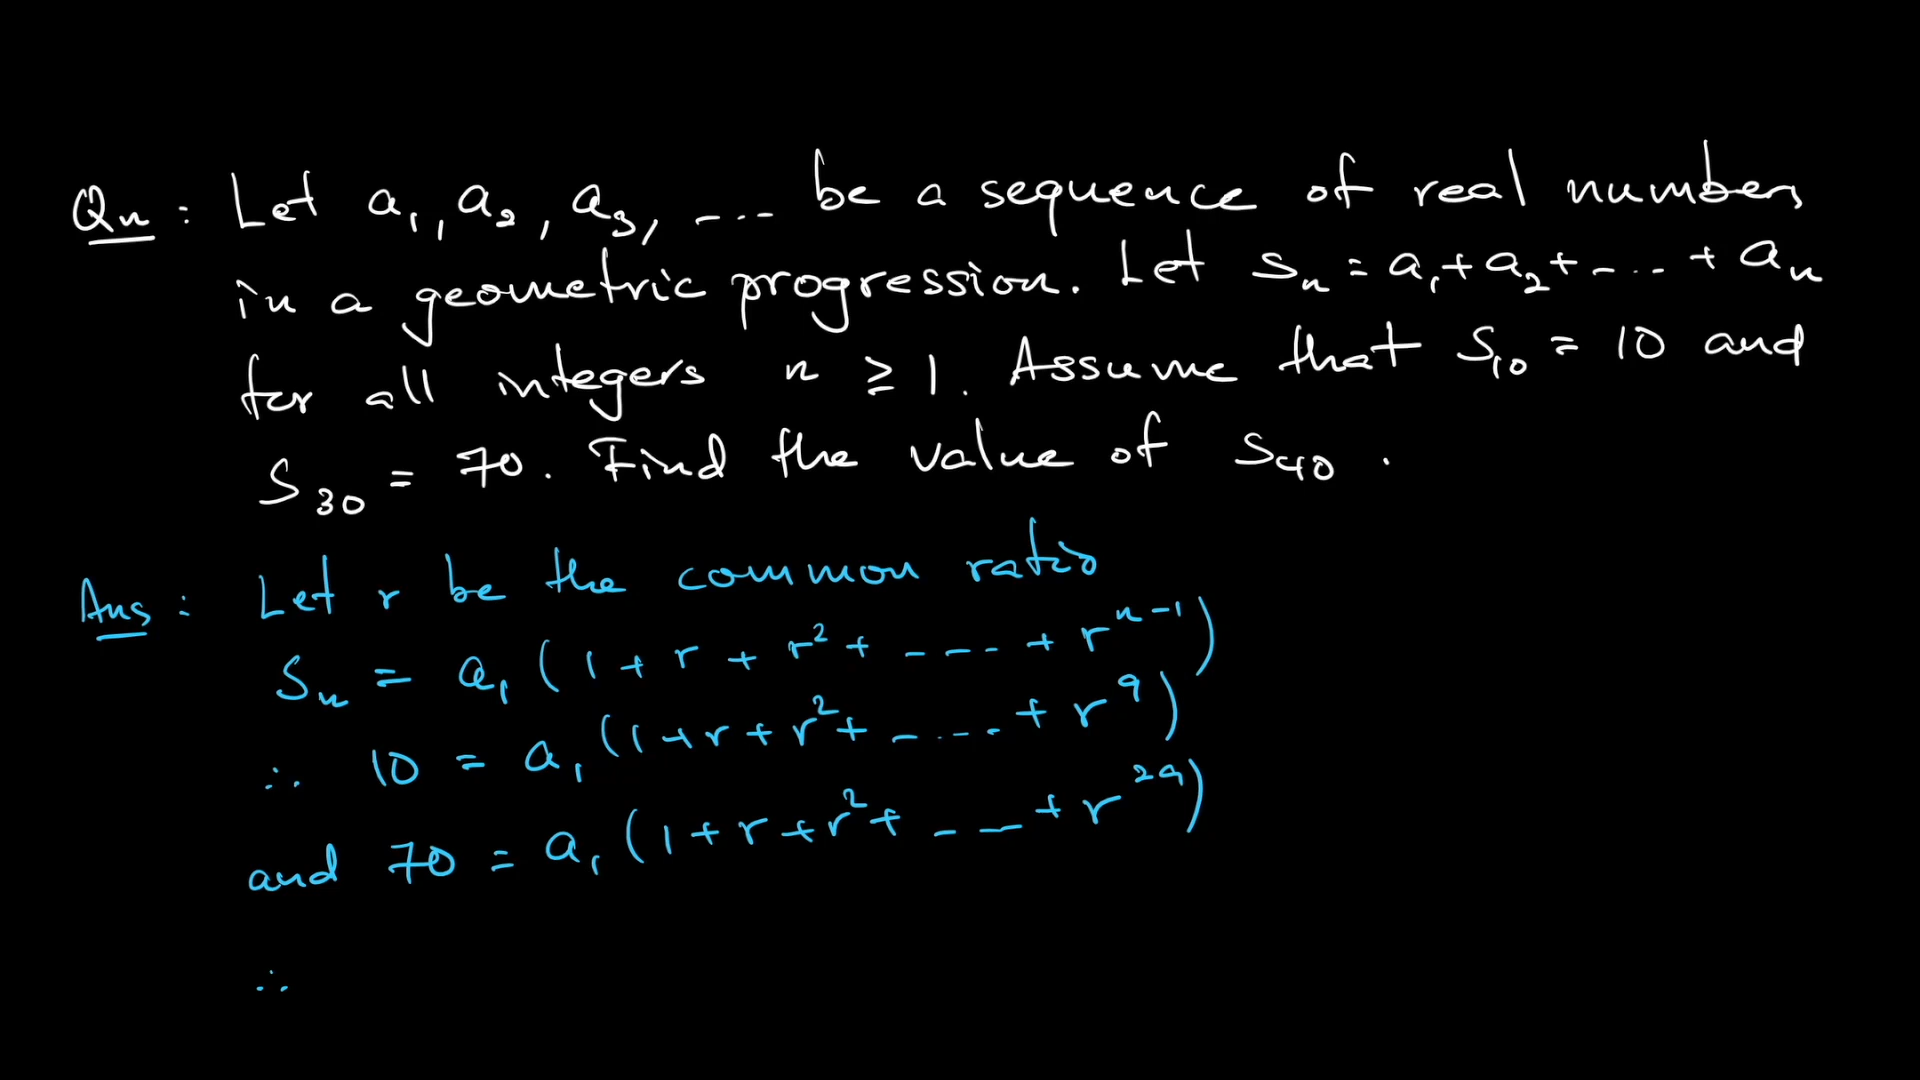 Qn : Let a₁, a₂, a₃, ---- be a sequence of real numbers
in a geometric progression. Let Sₙ = a₁ + a₂ + ---- + aₙ
for all integers n ≥ 1. Assume that S₁₀ = 10 and
S₃₀ = 70. Find the value of S₄₀.
Ans : Let r be the common ratio
Sₙ = a₁ (1 + r + r² + ---- + rⁿ⁻¹)
∴ 10 = a₁ (1 + r + r² + ---- + r⁹)
and 70 = a₁ (1 + r + r² + --- + r²⁹)
∴